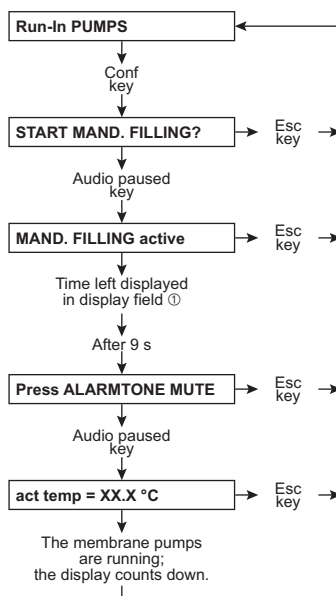 Run-In PUMPS
Conf
key
START MAND. FILLING?
Esc
key
Audio paused
key
MAND. FILLING active
Esc
key
Time left displayed
in display field ①
After 9 s
Press ALARMTONE MUTE
Esc
key
Audio paused
key
act temp = XX.X °C
Esc
key
The membrane pumps
are running;
the display counts down.